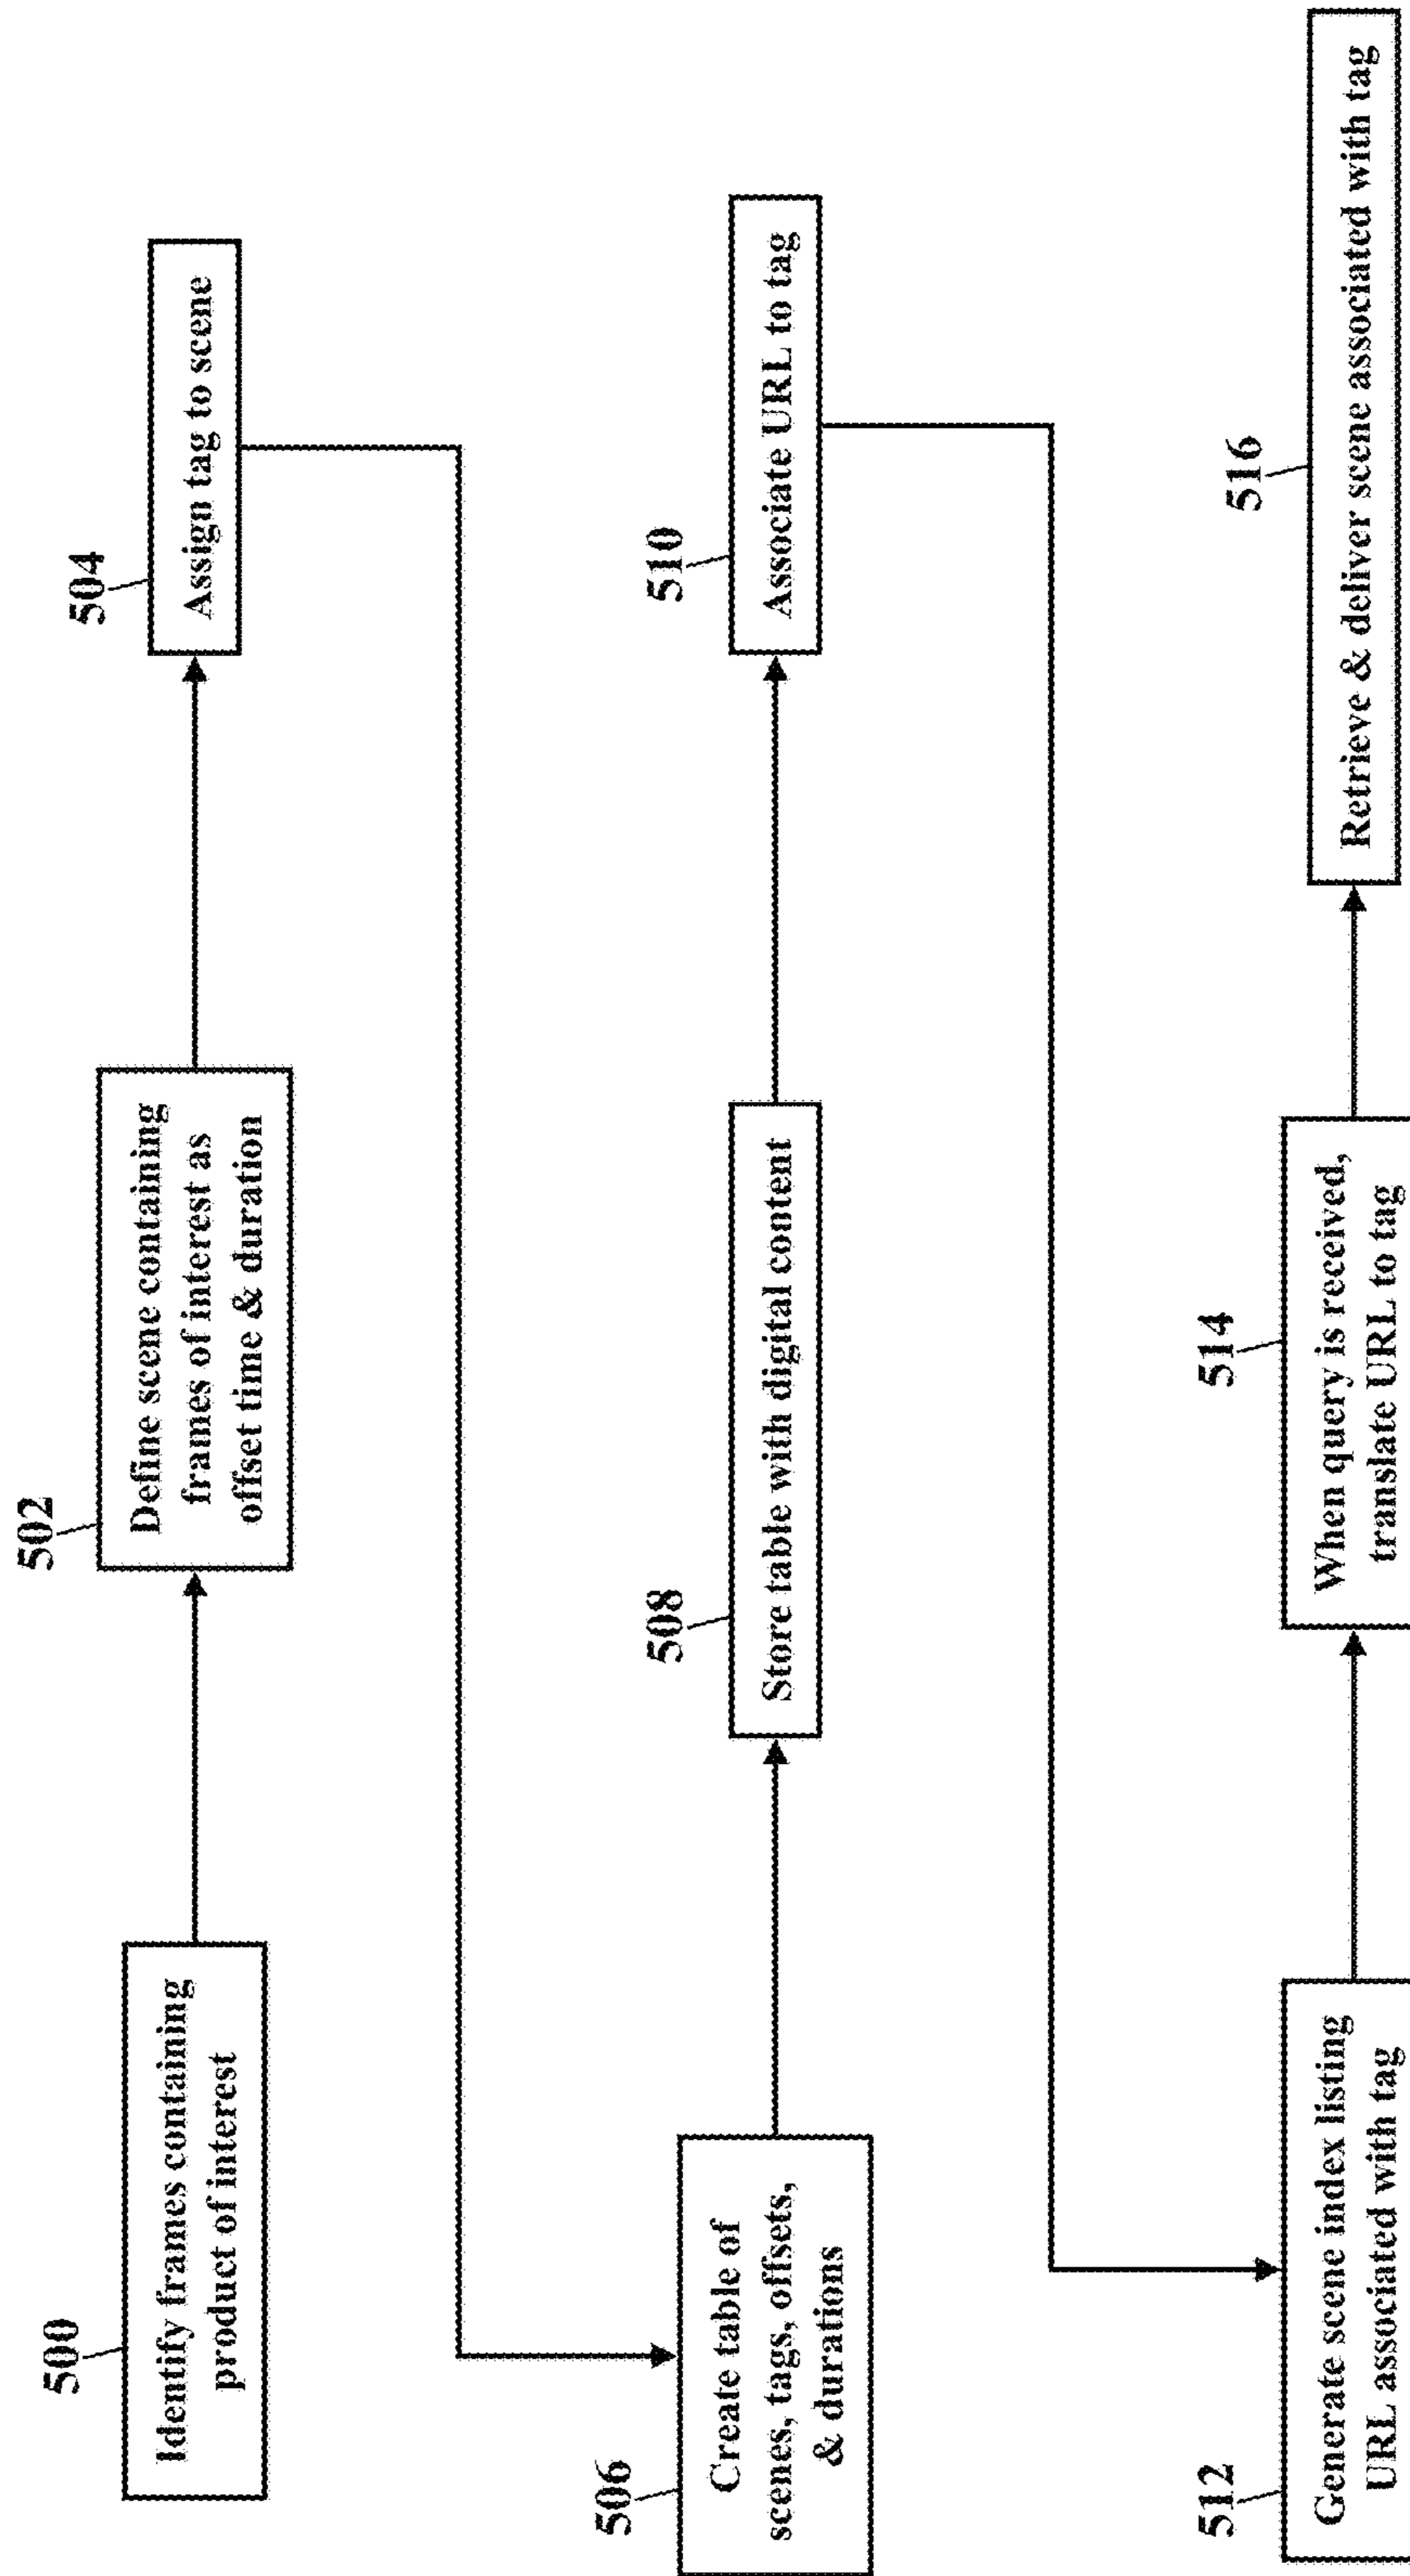 500
Identify frames containing
product of interest
502
Define scene containing
frames of interest as
offset time & duration
504
Assign tag to scene
506
Create table of
scenes, tags, offsets,
& durations
508
Store table with digital content
510
Associate URL to tag
512
Generate scene index listing
URL associated with tag
514
When query is received,
translate URL to tag
516
Retrieve & deliver scene associated with tag